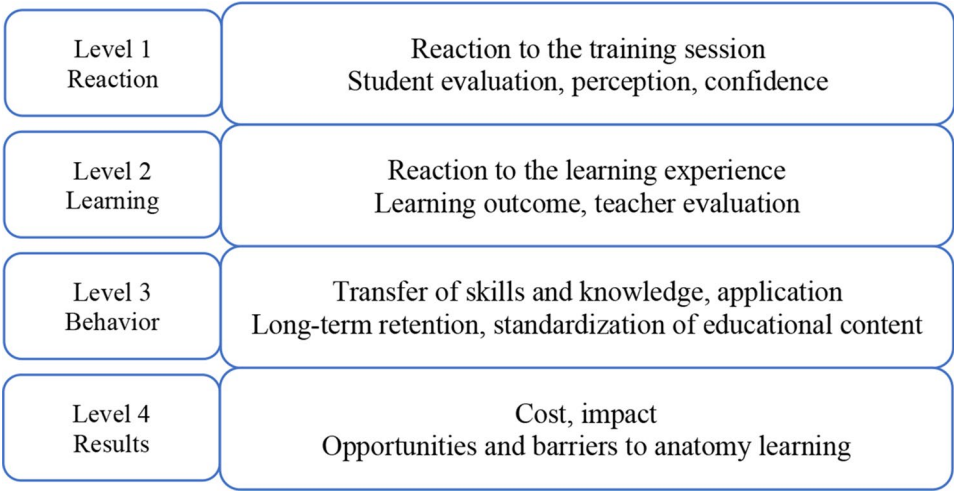 Level 1
Reaction
Reaction to the training session
Student evaluation, perception, confidence
Level 2
Learning
Reaction to the learning experience
Learning outcome, teacher evaluation
Level 3
Behavior
Transfer of skills and knowledge, application
Long-term retention, standardization of educational content
Level 4
Results
Cost, impact
Opportunities and barriers to anatomy learning